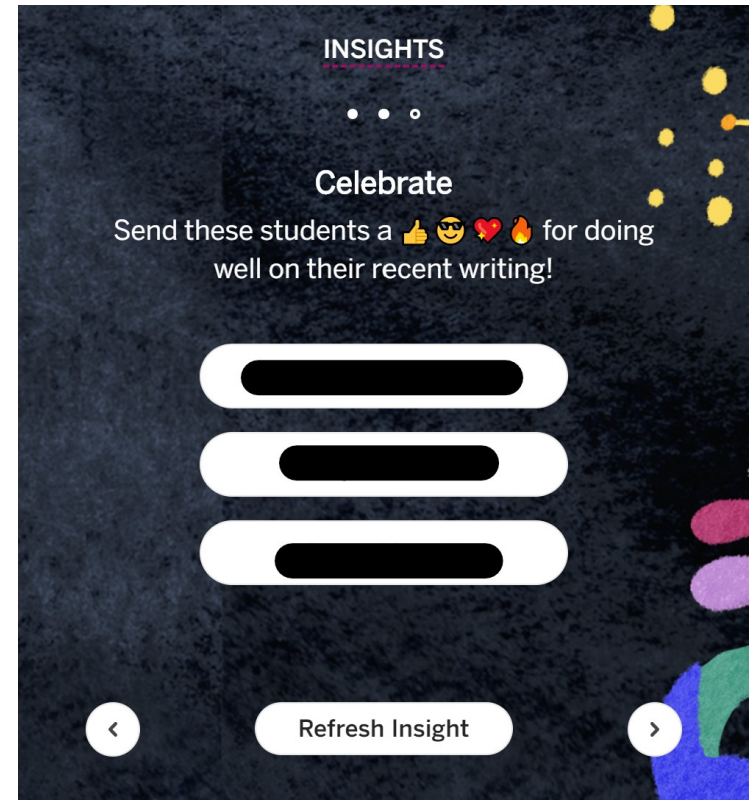 INSIGHTS
Celebrate
Send these students a 👍 😎 💖 🔥 for doing
well on their recent writing!
Refresh Insight